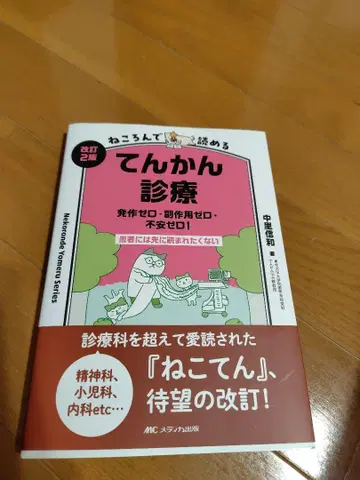 ねころんで読める
改訂
2版
てんかん
診療
発作ゼロ・副作用ゼロ・
不安ゼロ!
患者には先に読まれたくない
中里信和
著
Nekoronde Yomeru Series
診療科を超えて愛読された
『ねこてん』、
待望の改訂!
精神科、
小児科、
内科etc…
MC メディカ出版